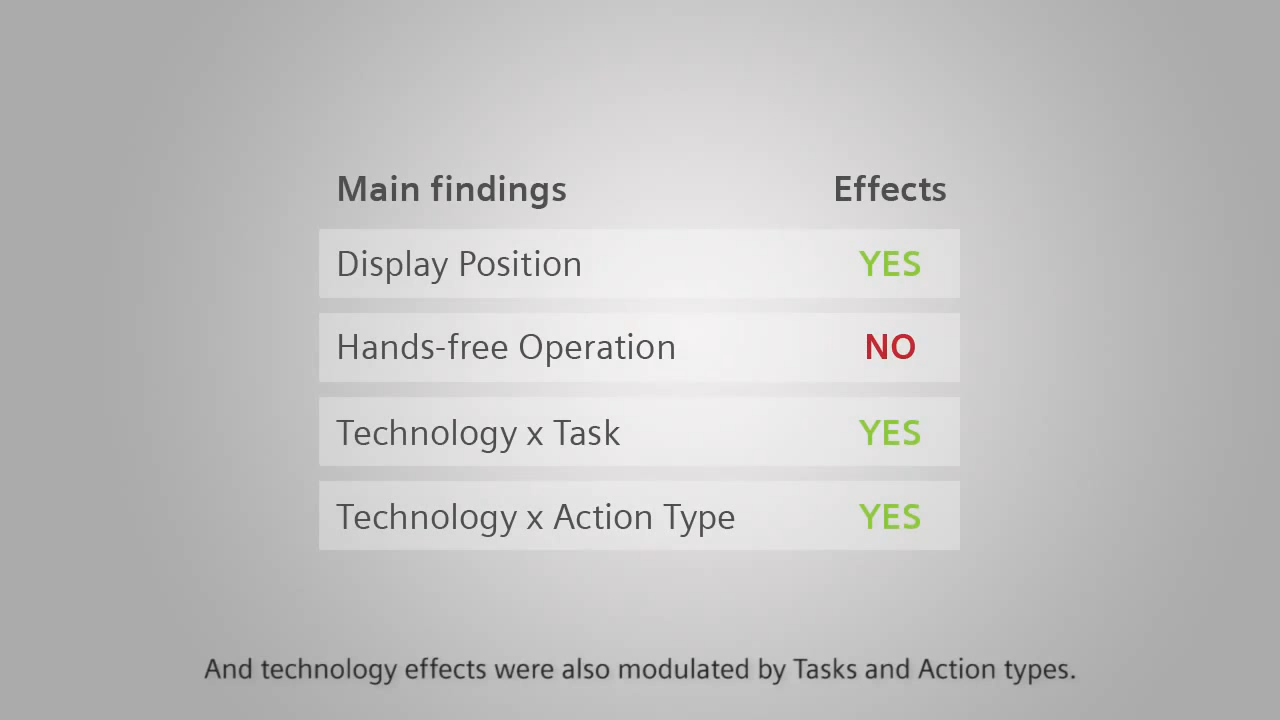 Main findings Effects
Display Position YES
Hands-free Operation NO
Technology x Task YES
Technology x Action Type YES
And technology effects were also modulated by Tasks and Action types.